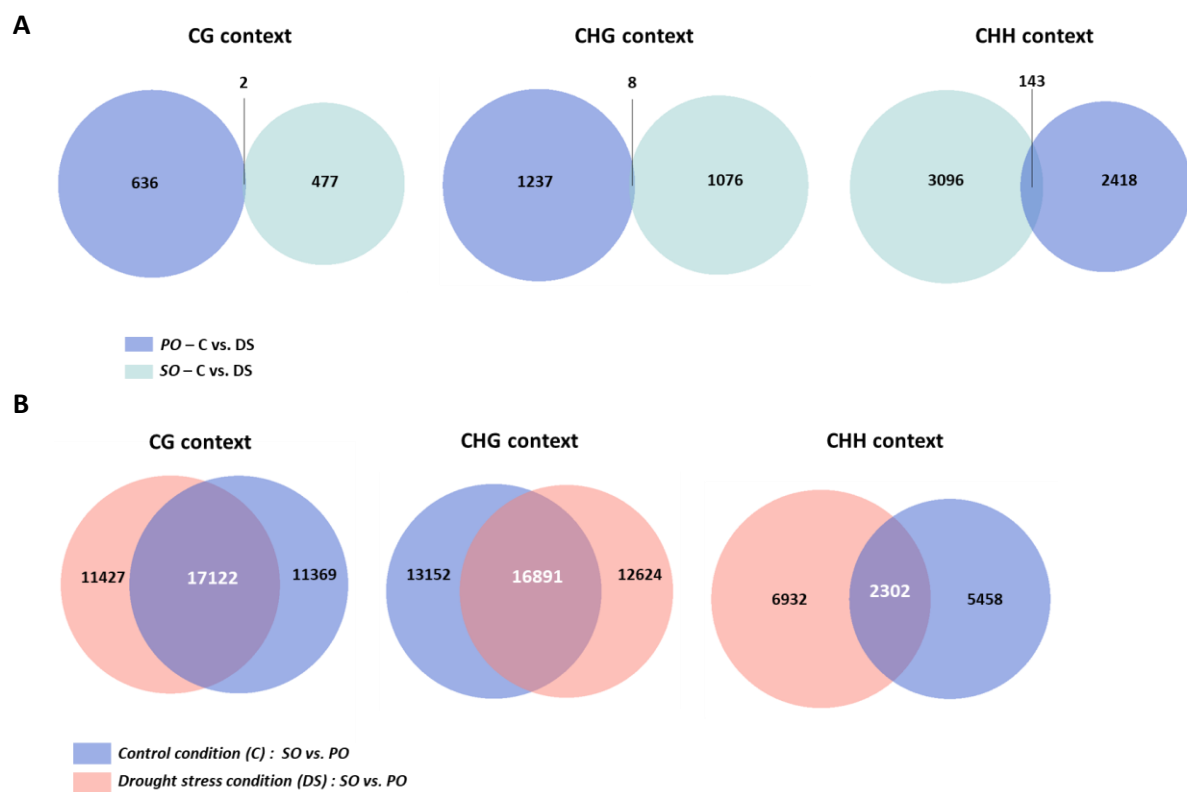 A
CG context
CHG context
CHH context
2
8
143
636
477
1237
1076
3096
2418
PO – C vs. DS
SO – C vs. DS
B
CG context
CHG context
CHH context
11427
17122
11369
13152
16891
12624
6932
2302
5458
Control condition (C) : SO vs. PO
Drought stress condition (DS) : SO vs. PO